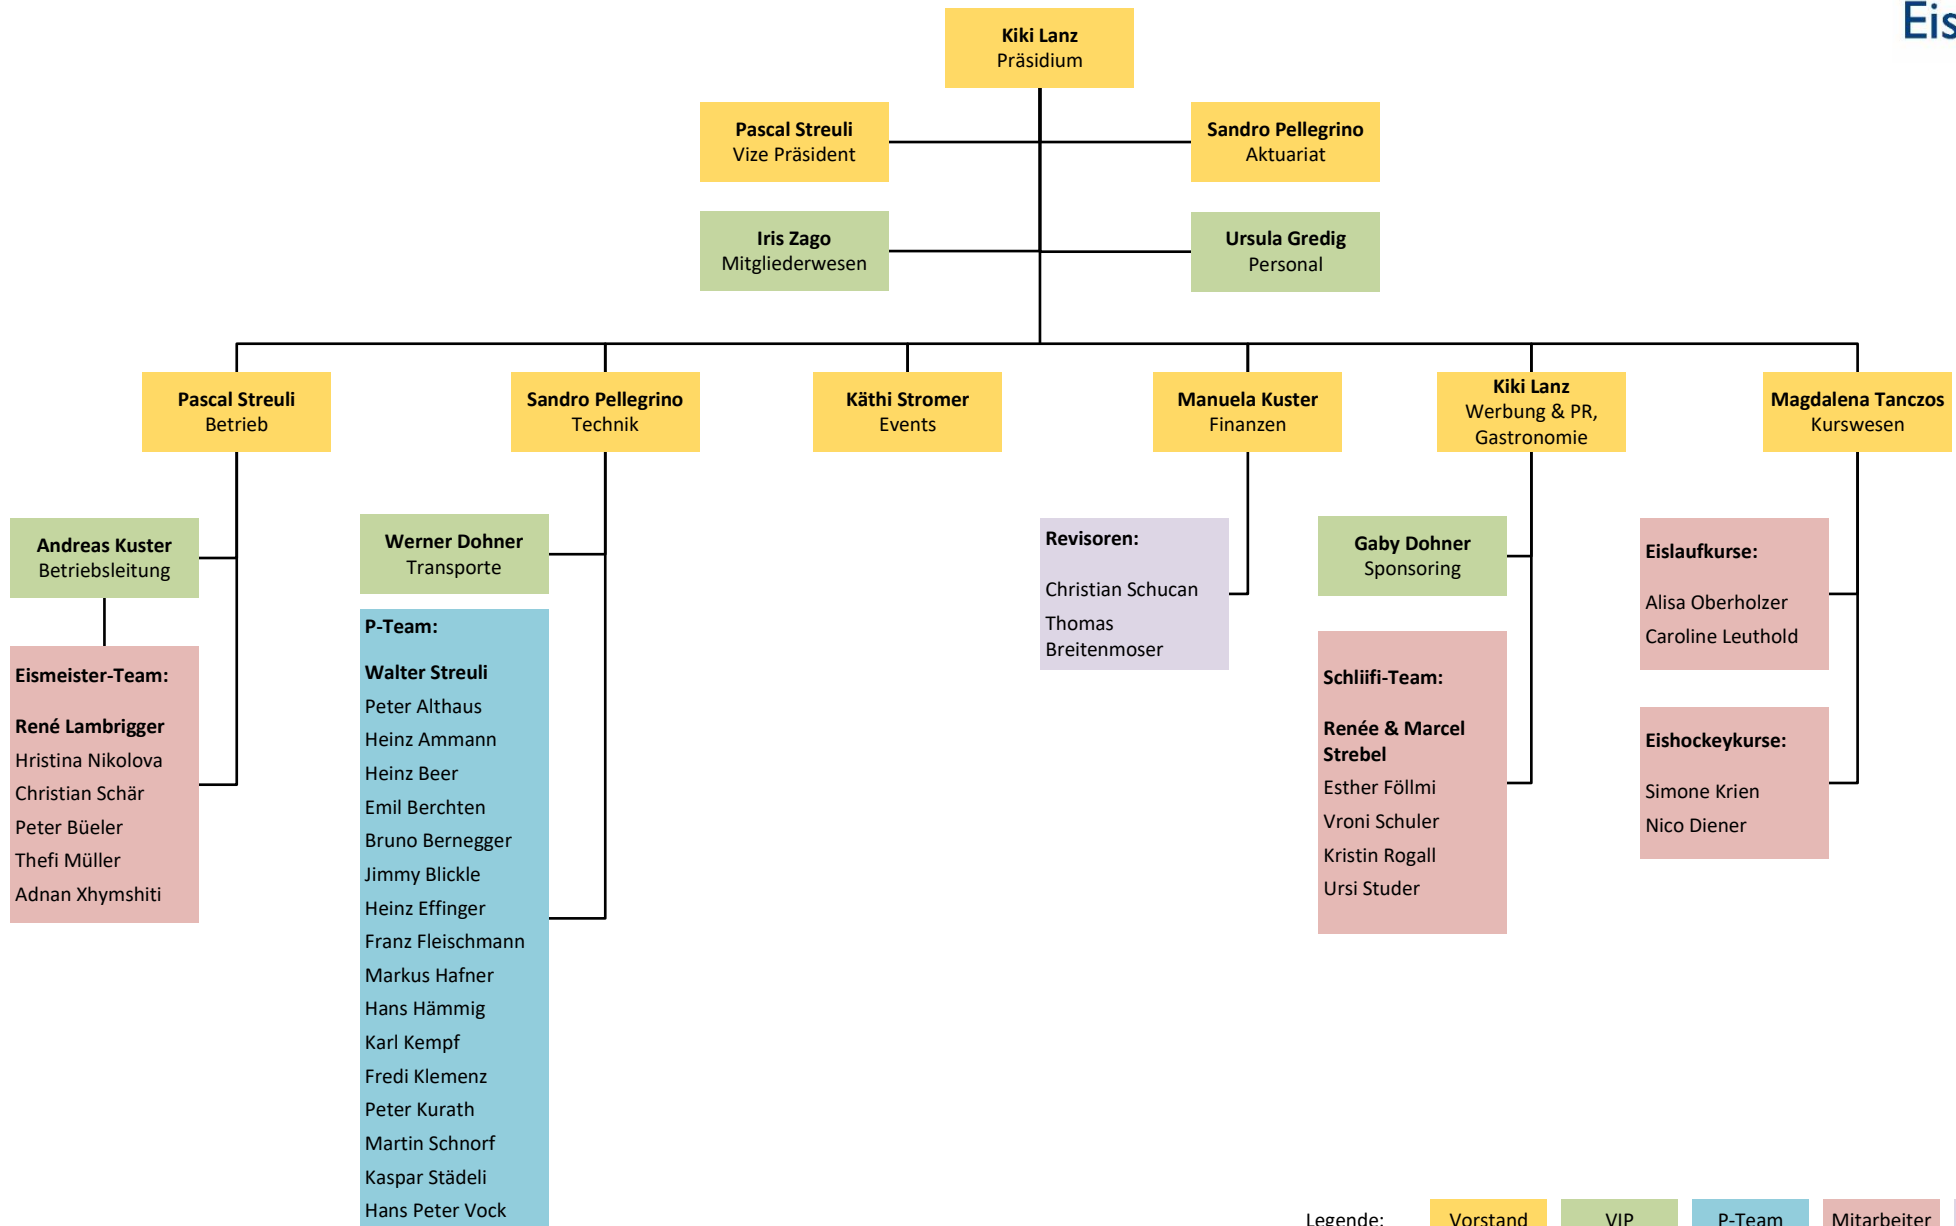 Eis
Kiki Lanz
Präsidium
Pascal Streuli
Vize Präsident
Sandro Pellegrino
Aktuariat
Iris Zago
Mitgliederwesen
Ursula Gredig
Personal
Pascal Streuli
Betrieb
Sandro Pellegrino
Technik
Käthi Stromer
Events
Manuela Kuster
Finanzen
Kiki Lanz
Werbung & PR,
Gastronomie
Magdalena Tanczos
Kurswesen
Andreas Kuster
Betriebsleitung
Eismeister-Team:
René Lambrigger
Hristina Nikolova
Christian Schär
Peter Büeler
Thefi Müller
Adnan Xhymshiti
Werner Dohner
Transporte
P-Team:
Walter Streuli
Peter Althaus
Heinz Ammann
Heinz Beer
Emil Berchten
Bruno Bernegger
Jimmy Blickle
Heinz Effinger
Franz Fleischmann
Markus Hafner
Hans Hämmig
Karl Kempf
Fredi Klemenz
Peter Kurath
Martin Schnorf
Kaspar Städeli
Hans Peter Vock
Revisoren:
Christian Schucan
Thomas
Breitenmoser
Gaby Dohner
Sponsoring
Schliifi-Team:
Renée & Marcel
Strebel
Esther Föllmi
Vroni Schuler
Kristin Rogall
Ursi Studer
Eislaufkurse:
Alisa Oberholzer
Caroline Leuthold
Eishockeykurse:
Simone Krien
Nico Diener
Legende:
Vorstand
VIP
P-Team
Mitarbeiter